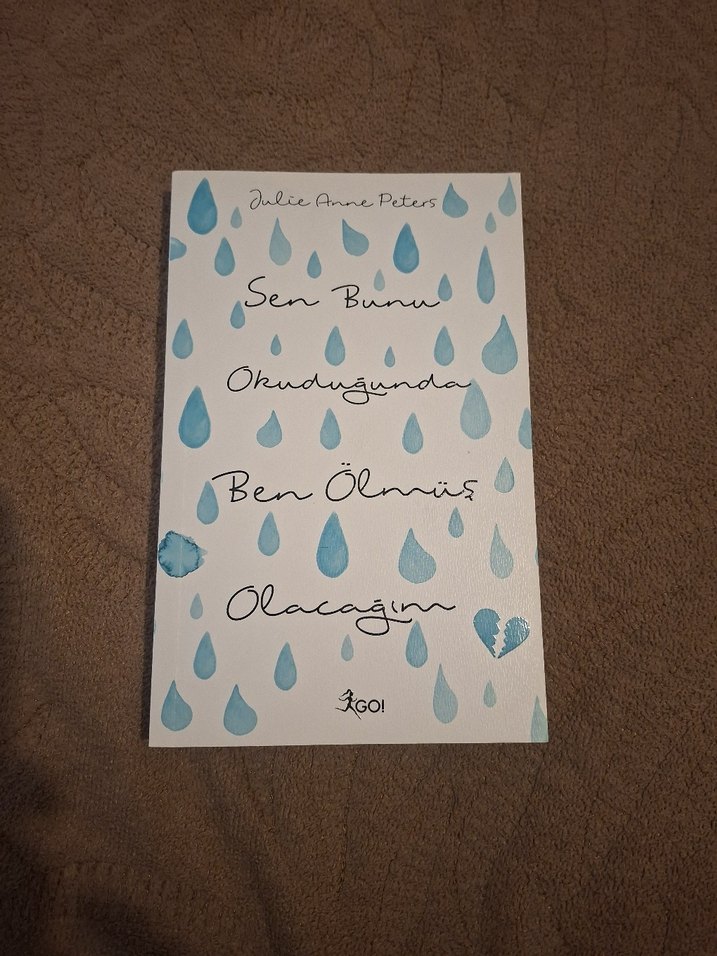 Julie Anne Peters
Sen Bunu
Okuduğunda
Ben Ölmüş
Olacağım
GO!